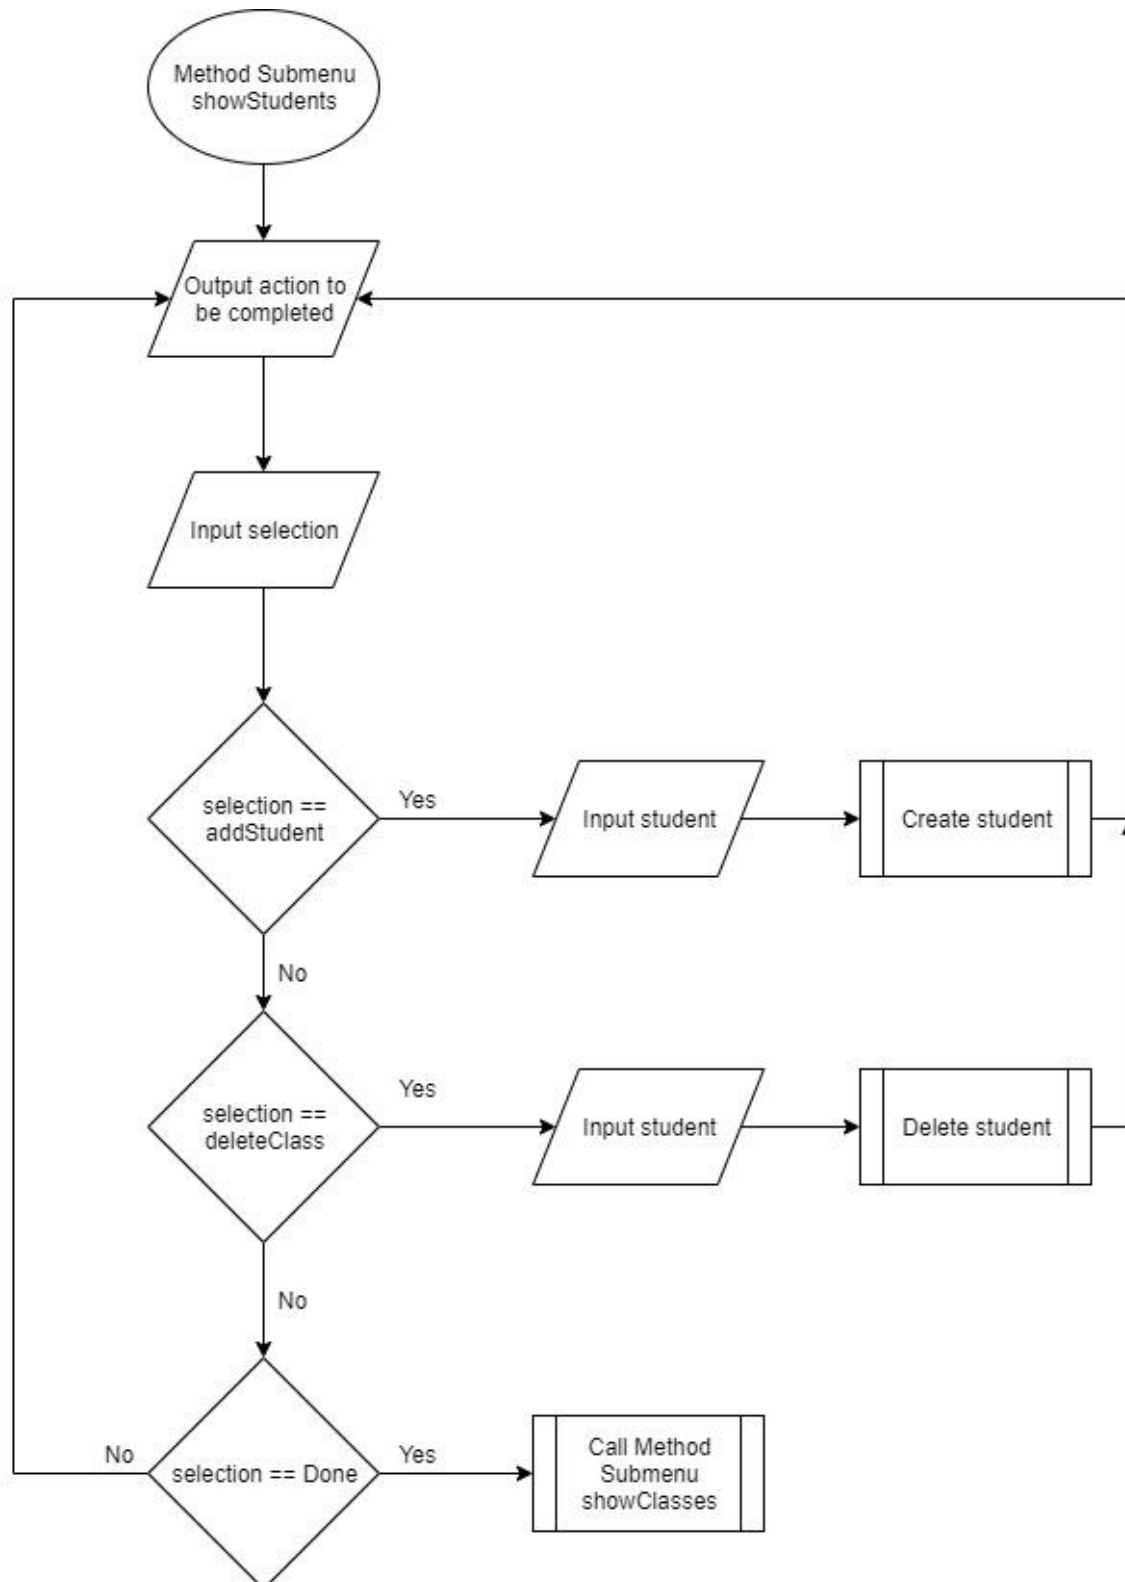 Method Submenu
showStudents
Output action to
be completed
Input selection
selection ==
addStudent
Yes
Input student
Create student
No
selection ==
deleteClass
Yes
Input student
Delete student
No
selection == Done
No
Yes
Call Method
Submenu
showClasses